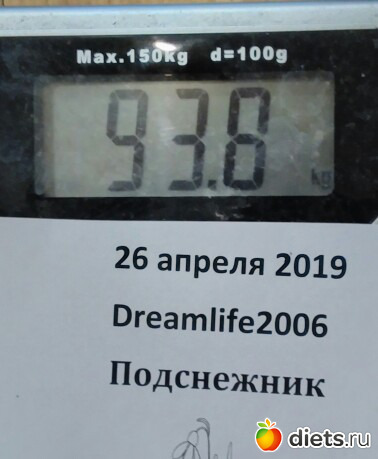 Max.150kg d=100g
93.8
kg
26 апреля 2019
Dreamlife2006
Подснежник
diets.ru